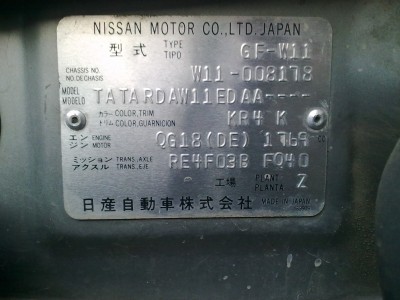 NISSAN MOTOR CO.,LTD. JAPAN
型式 TYPE TIPO GF-W11
CHASSIS NO. NO.DECHASIS W11-008178
MODEL MODELO TATARDAW11EDAA----
カラー COLOR,TRIM トリム COLOR,GUARNICION KR4 K
エンジン ENGINE MOTOR QG18(DE) 1769 cc
ミッション TRANS.AXLE アクスル TRANS.EJE RE4F03B FQ40
工場 PLANT PLANTA Z
日産自動車株式会社 MADE IN JAPAN